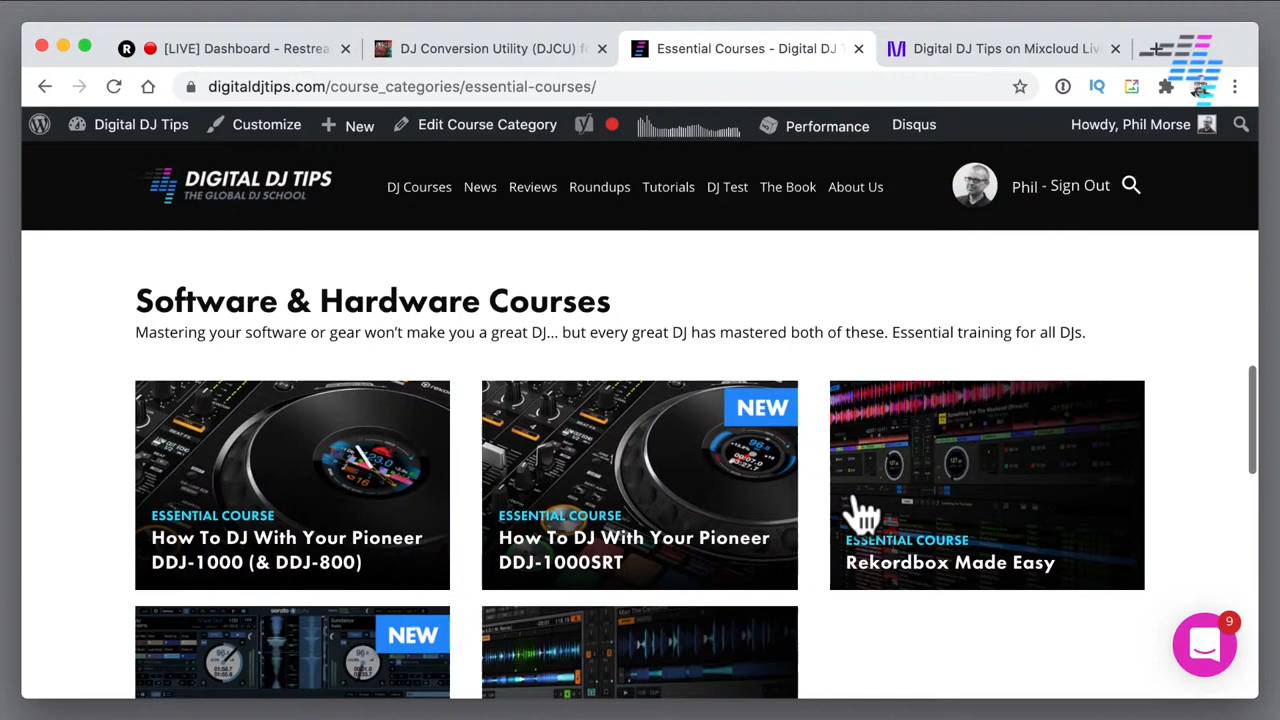 [LIVE] Dashboard - Restrea
DJ Conversion Utility (DJCU) f
Essential Courses - Digital DJ T
Digital DJ Tips on Mixcloud Liv
digitaldjtips.com/course_categories/essential-courses/
Digital DJ Tips
Customize
New
Edit Course Category
Performance
Disqus
Howdy, Phil Morse
DIGITAL DJ TIPS
THE GLOBAL DJ SCHOOL
DJ Courses
News
Reviews
Roundups
Tutorials
DJ Test
The Book
About Us
Phil - Sign Out
Software & Hardware Courses
Mastering your software or gear won't make you a great DJ... but every great DJ has mastered both of these. Essential training for all DJs.
ESSENTIAL COURSE
How To DJ With Your Pioneer
DDJ-1000 (& DDJ-800)
NEW
ESSENTIAL COURSE
How To DJ With Your Pioneer
DDJ-1000SRT
ESSENTIAL COURSE
Rekordbox Made Easy
NEW
9